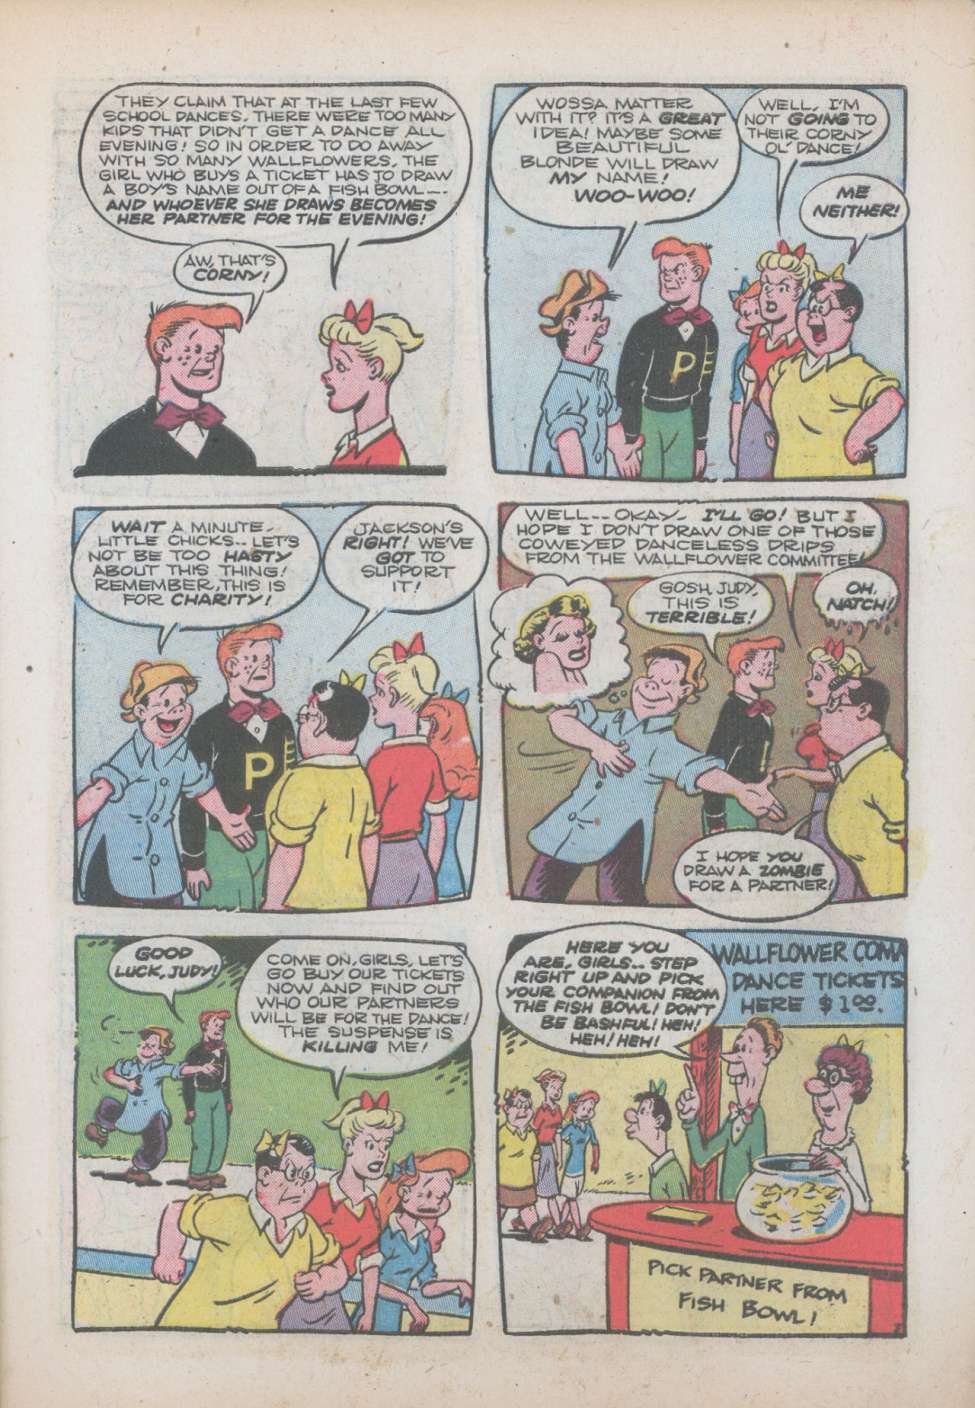 THEY CLAIM THAT AT THE LAST FEW
SCHOOL DANCES, THERE WERE TOO MANY
KIDS THAT DIDN'T GET A DANCE ALL
EVENING! SO IN ORDER TO DO AWAY
WITH SO MANY WALLFLOWERS, THE
GIRL WHO BUYS A TICKET HAS TO DRAW
A BOY'S NAME OUT OF A FISH BOWL--
AND WHOEVER SHE DRAWS BECOMES
HER PARTNER FOR THE EVENING!
AW, THAT'S
CORNY!
WOSSA MATTER
WITH IT? IT'S A GREAT
IDEA! MAYBE SOME
BEAUTIFUL
BLONDE WILL DRAW
MY NAME!
WOO-WOO!
WELL, I'M
NOT GOING TO
THEIR CORNY
OL' DANCE!
ME
NEITHER!
P
WAIT A MINUTE,
LITTLE CHICKS-- LET'S
NOT BE TOO HASTY
ABOUT THIS THING!
REMEMBER, THIS IS
FOR CHARITY!
JACKSON'S
RIGHT! WE'VE
GOT TO
SUPPORT
IT!
P
WELL-- OKAY, I'LL GO! BUT I
HOPE I DON'T DRAW ONE OF THOSE
COWEYED DANCELESS DRIPS
FROM THE WALLFLOWER COMMITTEE!
GOSH, JUDY,
THIS IS
TERRIBLE!
OH,
NATCH!
I HOPE YOU
DRAW A ZOMBIE
FOR A PARTNER!
GOOD
LUCK, JUDY!
COME ON, GIRLS, LET'S
GO BUY OUR TICKETS
NOW AND FIND OUT
WHO OUR PARTNERS
WILL BE FOR THE DANCE!
THE SUSPENSE IS
KILLING ME!
HERE YOU
ARE, GIRLS-- STEP
RIGHT UP AND PICK
YOUR COMPANION FROM
THE FISH BOWL! DON'T
BE BASHFUL! HEH!
HEH! HEH!
WALLFLOWER COMM
DANCE TICKETS
HERE $1.00.
PICK PARTNER FROM
FISH BOWL!